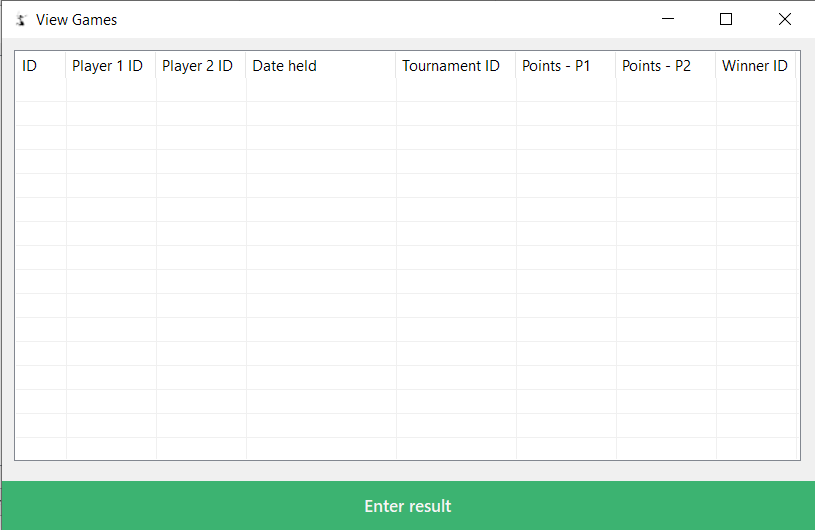 View Games
ID Player 1 ID Player 2 ID Date held Tournament ID Points - P1 Points - P2 Winner ID
Enter result